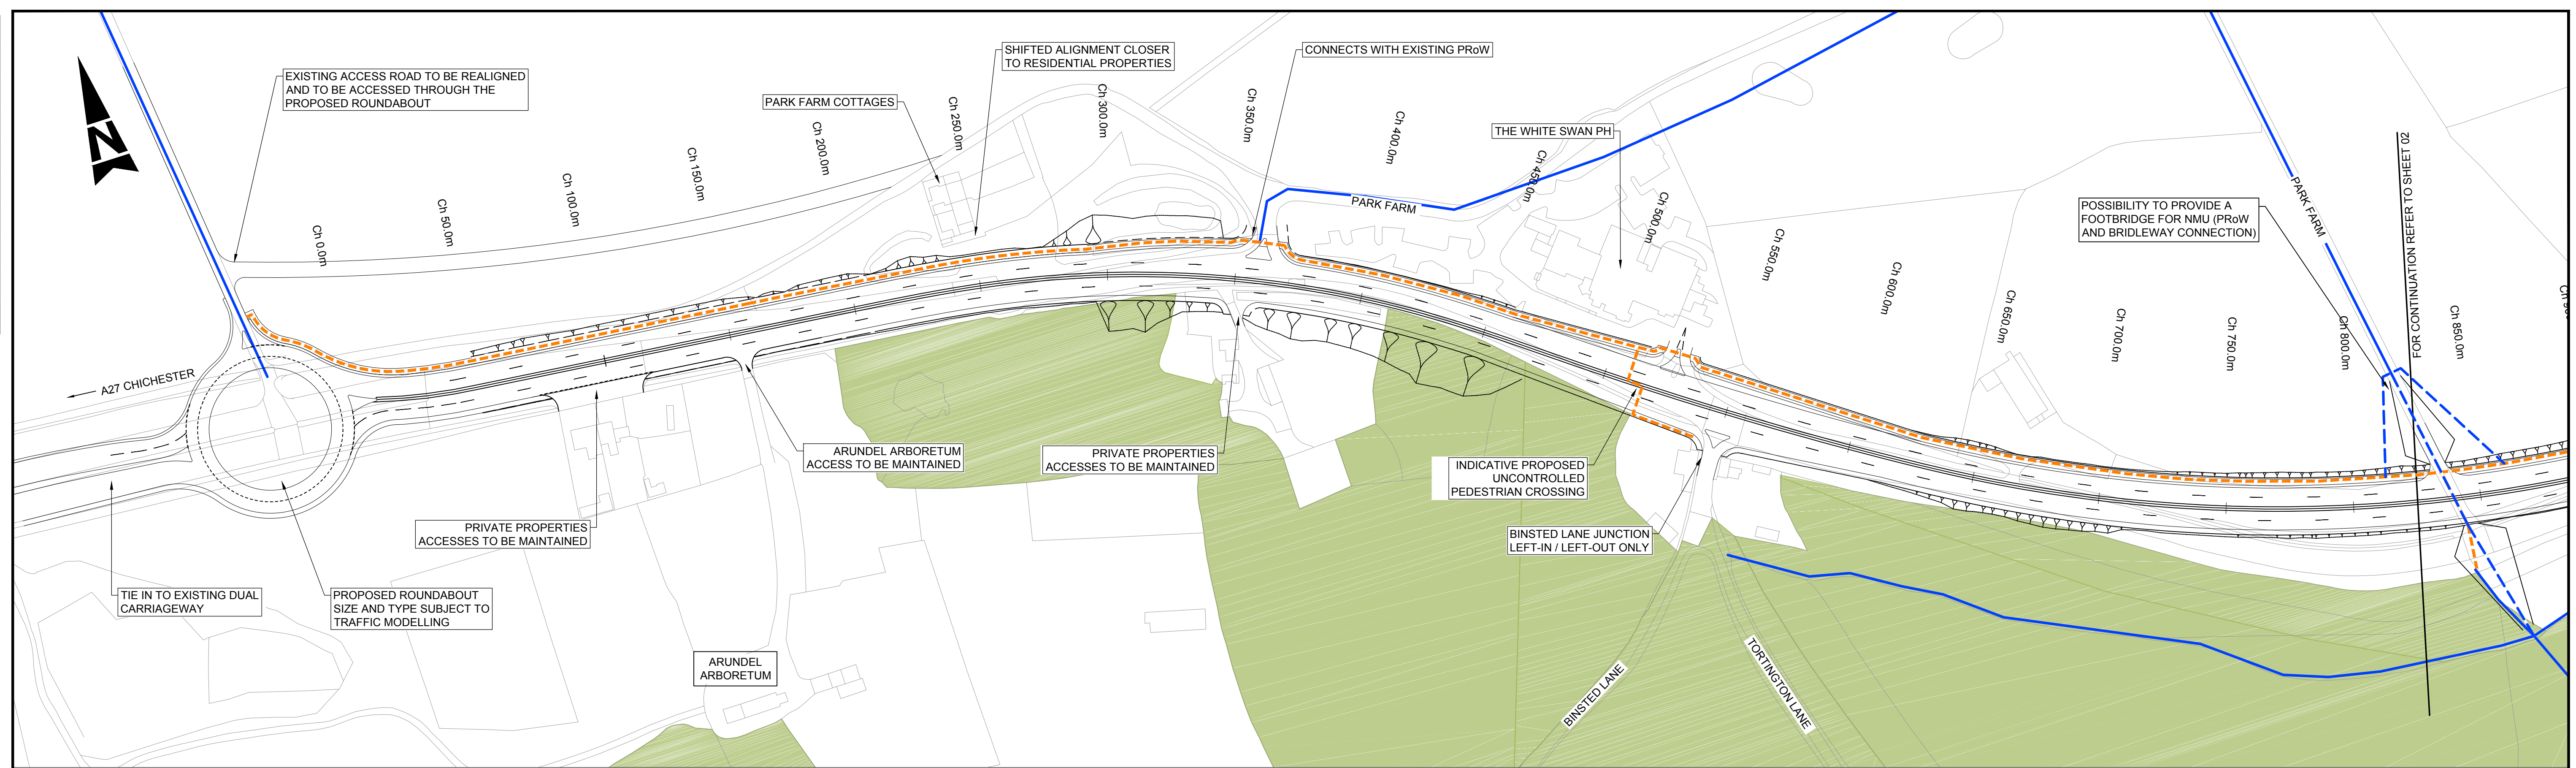 N
EXISTING ACCESS ROAD TO BE REALIGNED
AND TO BE ACCESSED THROUGH THE
PROPOSED ROUNDABOUT
PARK FARM COTTAGES
SHIFTED ALIGNMENT CLOSER
TO RESIDENTIAL PROPERTIES
CONNECTS WITH EXISTING PRoW
THE WHITE SWAN PH
POSSIBILITY TO PROVIDE A
FOOTBRIDGE FOR NMU (PRoW
AND BRIDLEWAY CONNECTION)
Ch 0.0m
Ch 50.0m
Ch 100.0m
Ch 150.0m
Ch 200.0m
Ch 250.0m
Ch 300.0m
Ch 350.0m
Ch 400.0m
Ch 450.0m
Ch 500.0m
Ch 550.0m
Ch 600.0m
Ch 650.0m
Ch 700.0m
Ch 750.0m
Ch 800.0m
Ch 850.0m
PARK FARM
PARK FARM
FOR CONTINUATION REFER TO SHEET 02
A27 CHICHESTER
ARUNDEL ARBORETUM
ACCESS TO BE MAINTAINED
PRIVATE PROPERTIES
ACCESSES TO BE MAINTAINED
INDICATIVE PROPOSED
UNCONTROLLED
PEDESTRIAN CROSSING
PRIVATE PROPERTIES
ACCESSES TO BE MAINTAINED
BINSTED LANE JUNCTION
LEFT-IN / LEFT-OUT ONLY
TIE IN TO EXISTING DUAL
CARRIAGEWAY
PROPOSED ROUNDABOUT
SIZE AND TYPE SUBJECT TO
TRAFFIC MODELLING
ARUNDEL
ARBORETUM
BINSTED LANE
TORTINGTON LANE